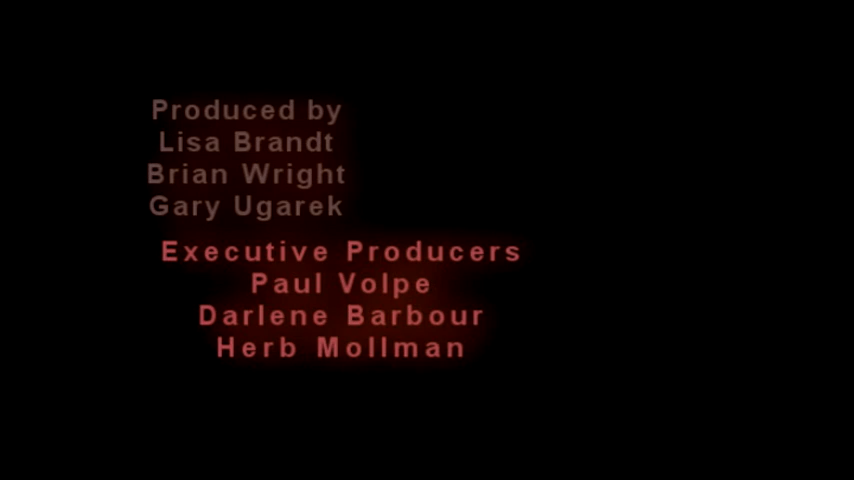 Produced by
Lisa Brandt
Brian Wright
Gary Ugarek
Executive Producers
Paul Volpe
Darlene Barbour
Herb Mollman